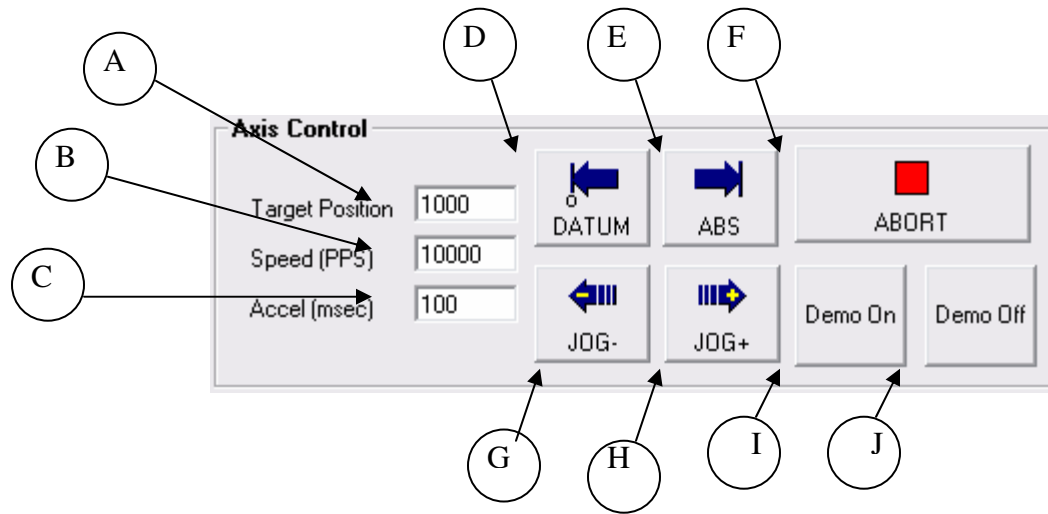 D E F
A
Axis Control
B
Target Position 1000
DATUM ABS ABORT
Speed (PPS) 10000
C
Accel (msec) 100
JOG- JOG+ Demo On Demo Off
G H I J